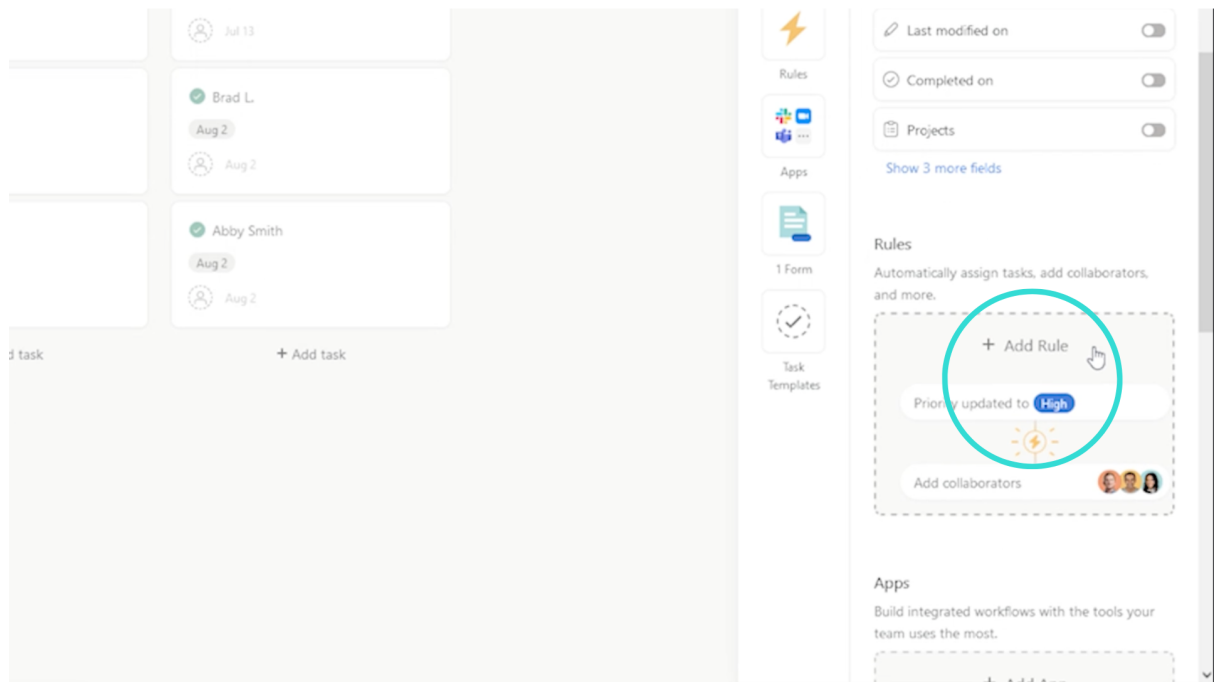 Jul 13
Brad L.
Aug 2
Aug 2
Abby Smith
Aug 2
Aug 2
d task
+ Add task
Rules
Apps
1 Form
Task
Templates
Last modified on
Completed on
Projects
Show 3 more fields
Rules
Automatically assign tasks, add collaborators,
and more.
+ Add Rule
Priority updated to High
Add collaborators
Apps
Build integrated workflows with the tools your
team uses the most.
+ Add App